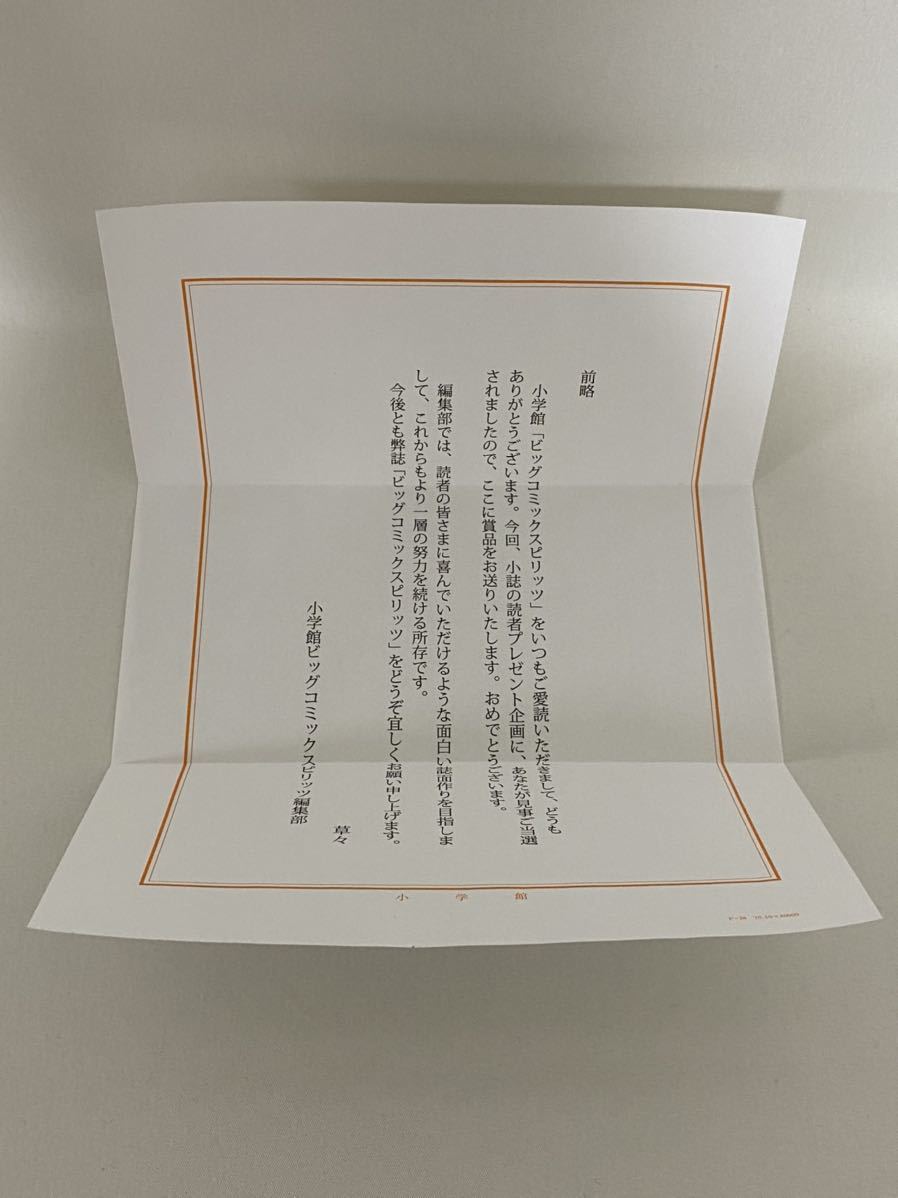 前略
小学館「ビッグコミックスピリッツ」をいつもご愛読いただきまして、どうも
ありがとうございます。今回、小誌の読者プレゼント企画に、あなたが見事ご当選
されましたので、ここに賞品をお送りいたします。おめでとうございます。
編集部では、読者の皆さまに喜んでいただけるような面白い誌面作りを目指しま
して、これからもより一層の努力を続ける所存です。
今後とも弊誌「ビッグコミックスピリッツ」をどうぞ宜しくお願い申し上げます。
草々
小学館ビッグコミックスピリッツ編集部
小学館